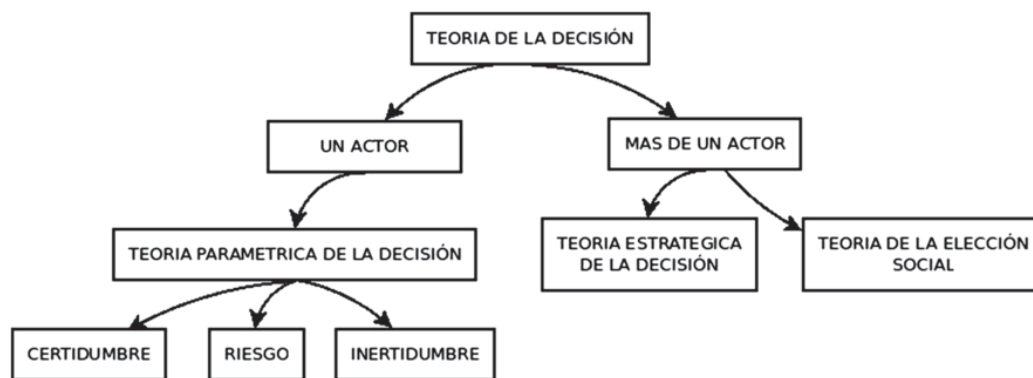 TEORIA DE LA DECISIÓN
UN ACTOR
MAS DE UN ACTOR
TEORIA PARAMETRICA DE LA DECISIÓN
TEORIA ESTRATEGICA
DE LA DECISIÓN
TEORIA DE LA ELECCIÓN
SOCIAL
CERTIDUMBRE
RIESGO
INERTIDUMBRE